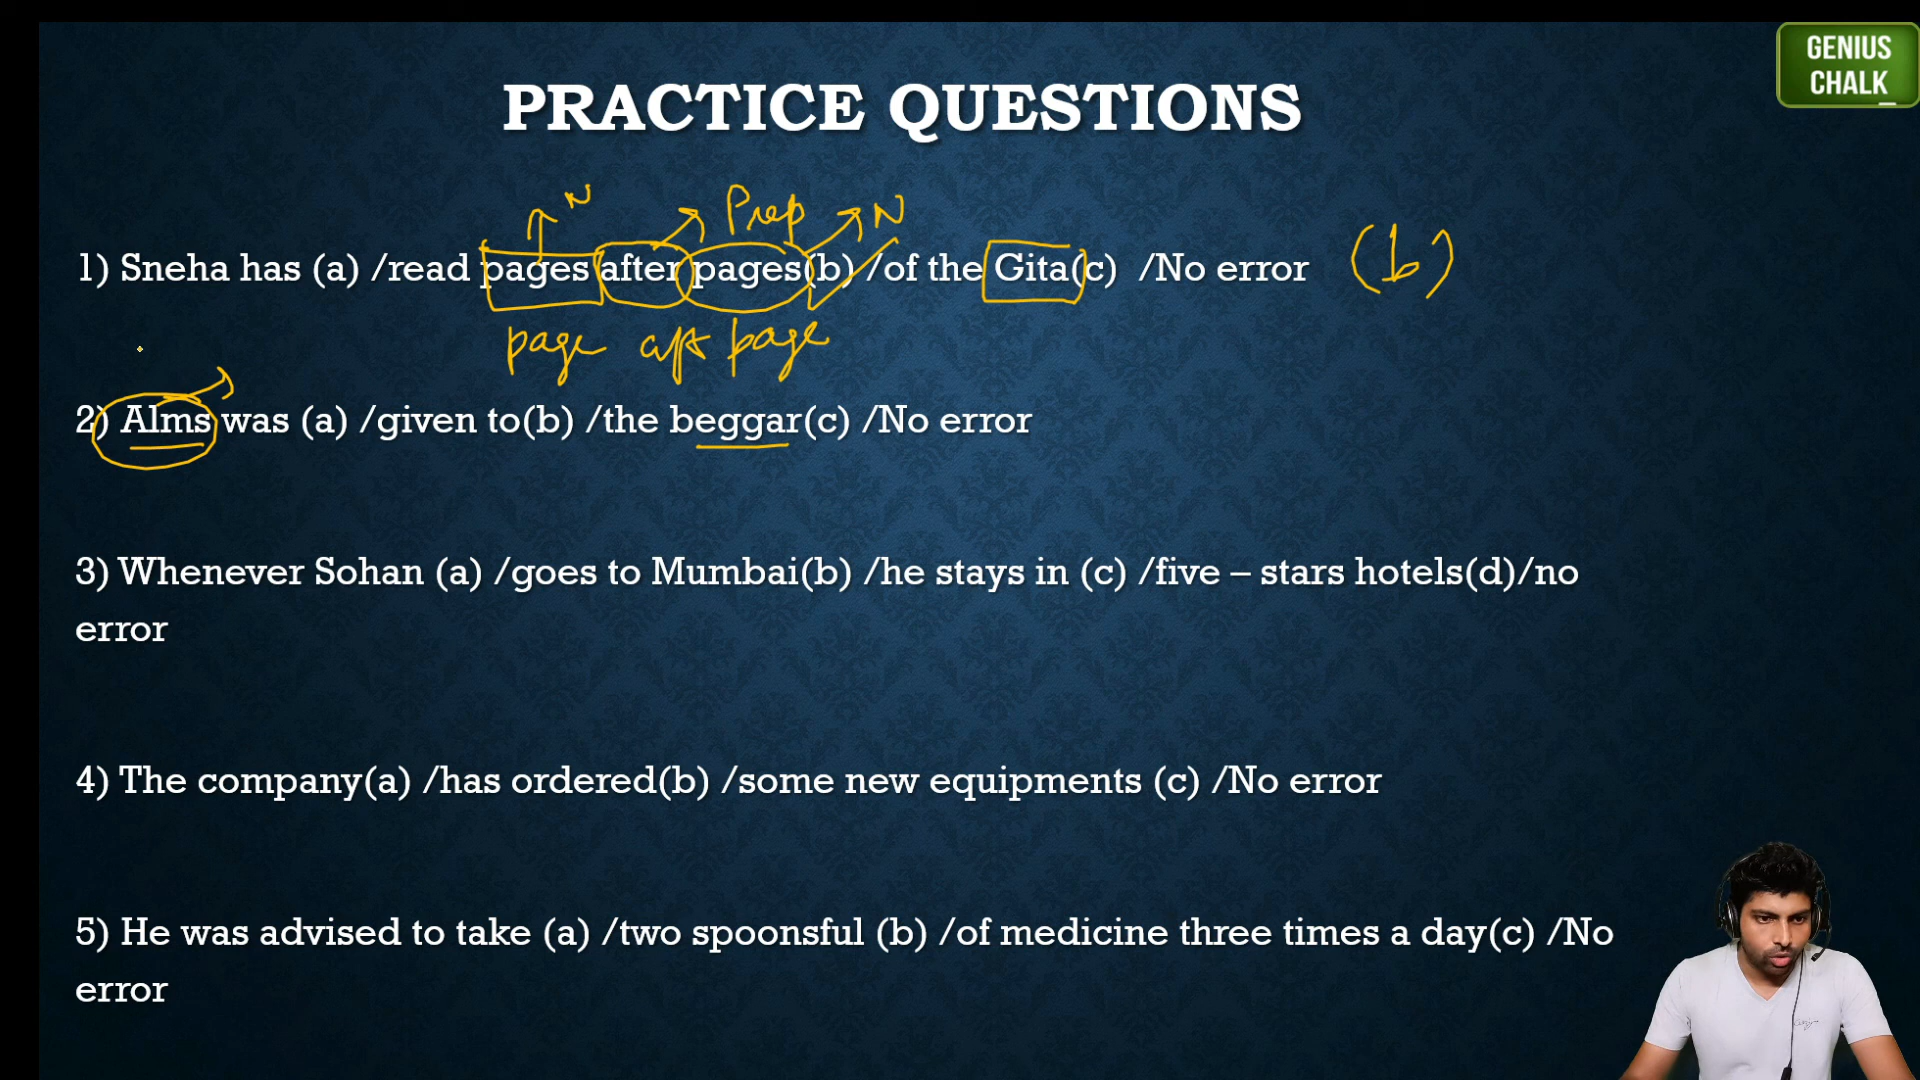 GENIUS
CHALK
PRACTICE QUESTIONS
N Prep N
1) Sneha has (a) /read pages after pages(b) /of the Gita(c) /No error (b)
page aft page
2) Alms was (a) /given to(b) /the beggar(c) /No error
3) Whenever Sohan (a) /goes to Mumbai(b) /he stays in (c) /five – stars hotels(d)/no
error
4) The company(a) /has ordered(b) /some new equipments (c) /No error
5) He was advised to take (a) /two spoonsful (b) /of medicine three times a day(c) /No
error